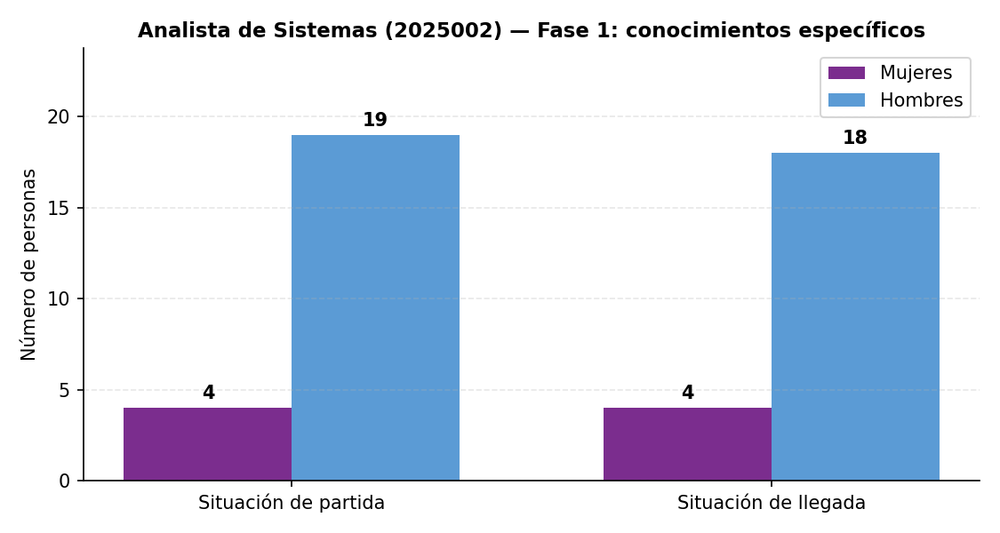 Analista de Sistemas (2025002) — Fase 1: conocimientos específicos
Mujeres
Hombres
Número de personas
20
15
10
5
0
4
19
4
18
Situación de partida
Situación de llegada